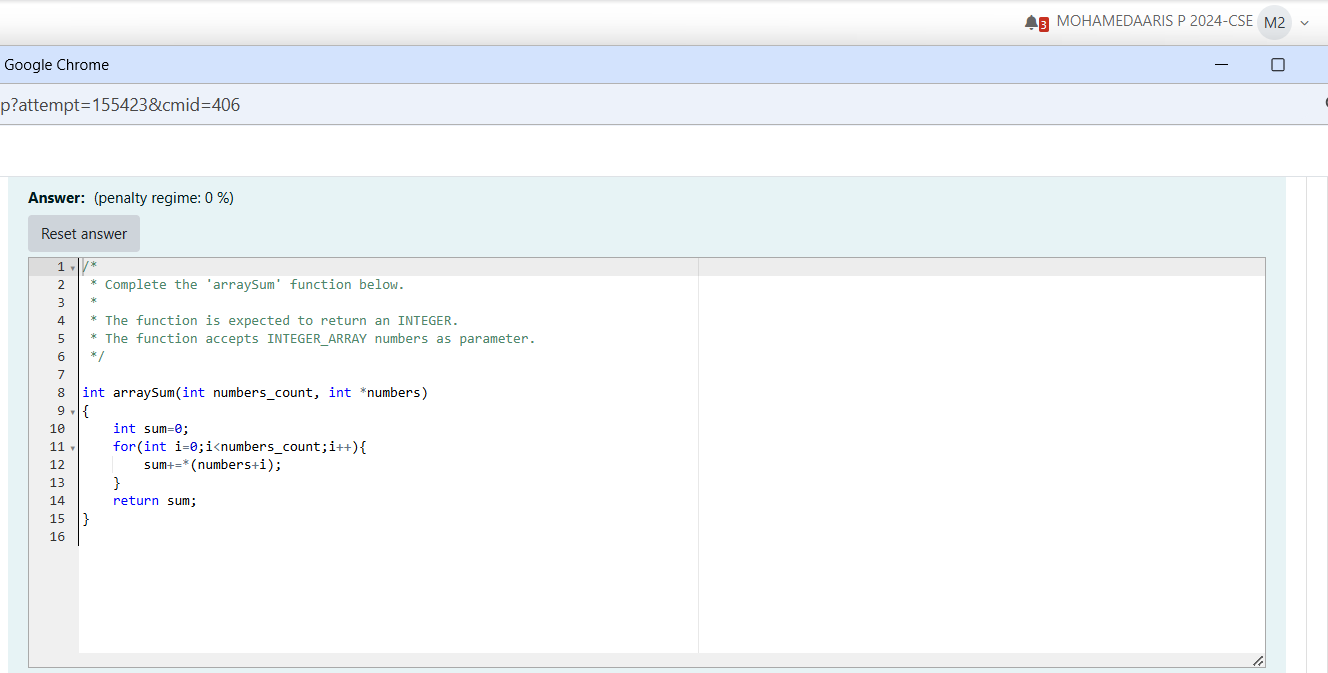 3 MOHAMEDAARIS P 2024-CSE M2
Google Chrome
p?attempt=155423&cmid=406
Answer: (penalty regime: 0 %)
Reset answer
1 /*
2  * Complete the 'arraySum' function below.
3  *
4  * The function is expected to return an INTEGER.
5  * The function accepts INTEGER_ARRAY numbers as parameter.
6  */
7
8 int arraySum(int numbers_count, int *numbers)
9 {
10     int sum=0;
11     for(int i=0;i<numbers_count;i++){
12         sum+=*(numbers+i);
13     }
14     return sum;
15 }
16